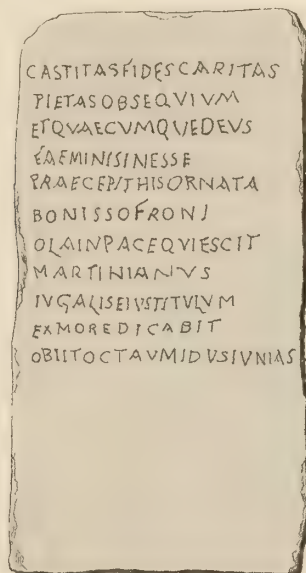 CASTITASFIDESCARITAS
PIETASOBSEQVIVM
ETQVAECVMQVEDEVS
FAEMINISINESSE
PRAECEPITHISORNATA
BONISSOFRONI
OLAINPACEQVIESCIT
MARTINIANVS
IVGALISEIVSTITVLVM
EXMOREDICABIT
OBIITOCTAVMIDVSIVNIAS